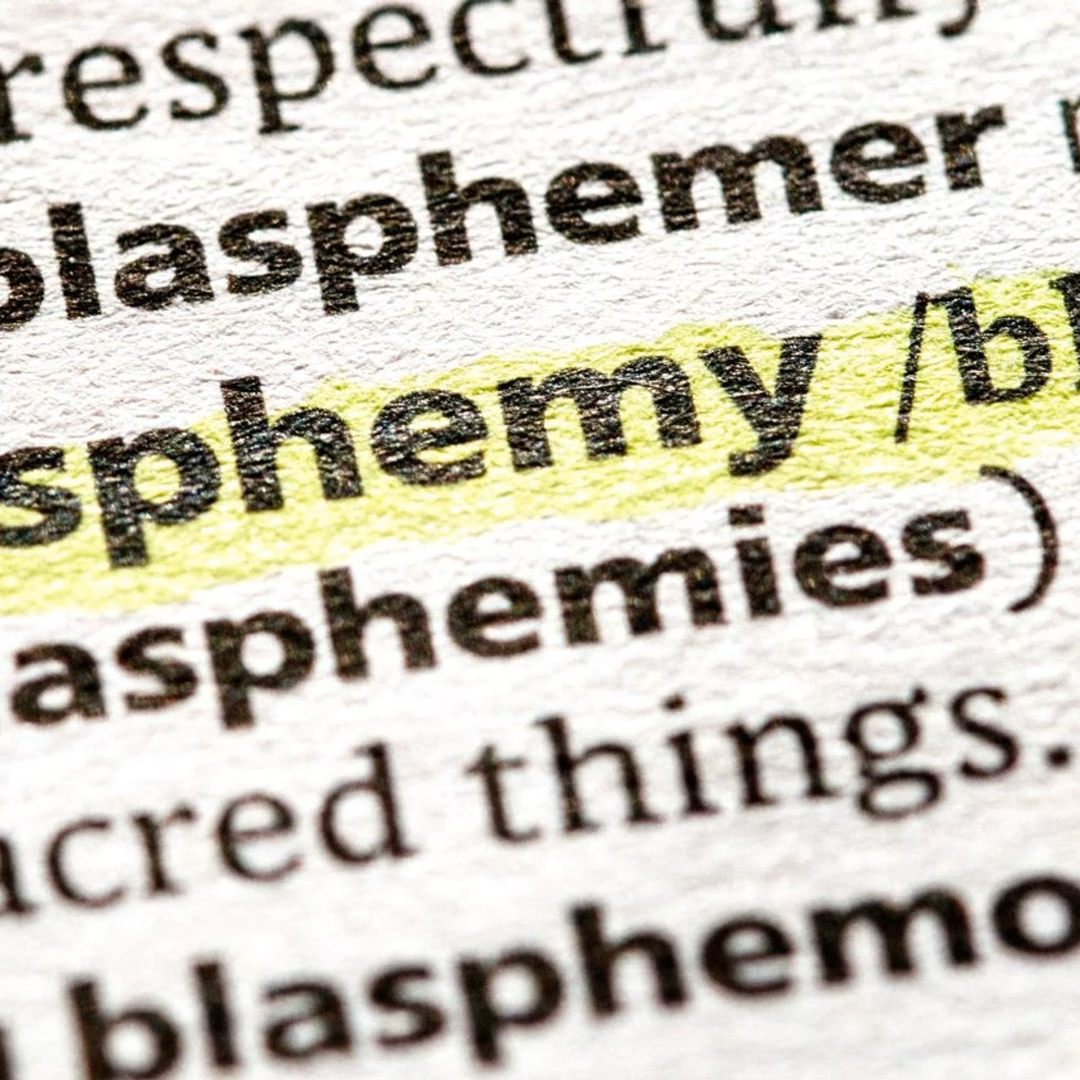 respectfully
blasphemer
sphemy /bl
asphemies)
acred things.
blasphemo